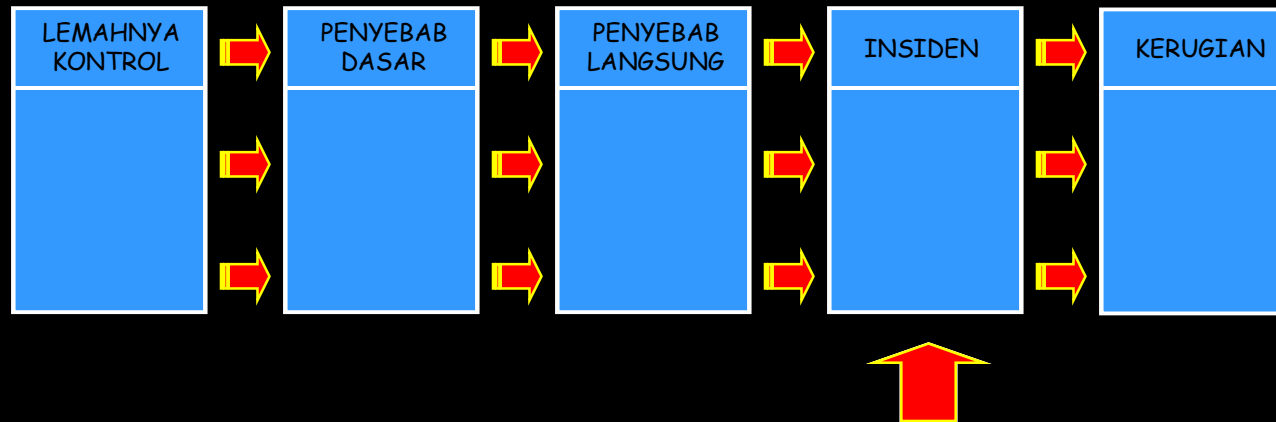 LEMAHNYA
KONTROL
PENYEBAB
DASAR
PENYEBAB
LANGSUNG
INSIDEN
KERUGIAN